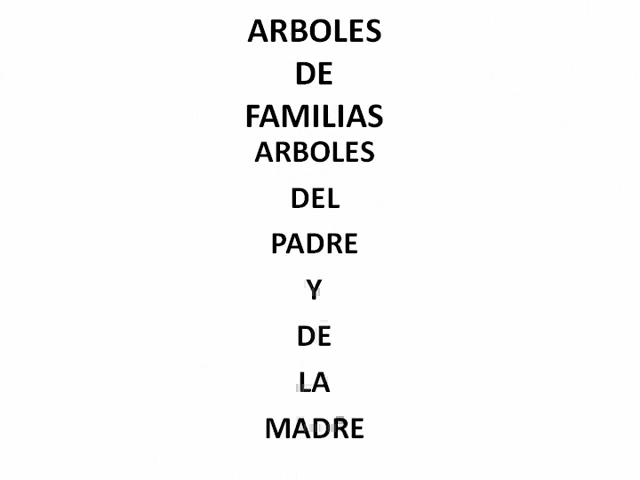 ARBOLES
DE
FAMILIAS
ARBOLES
DEL
PADRE
Y
DE
LA
MADRE